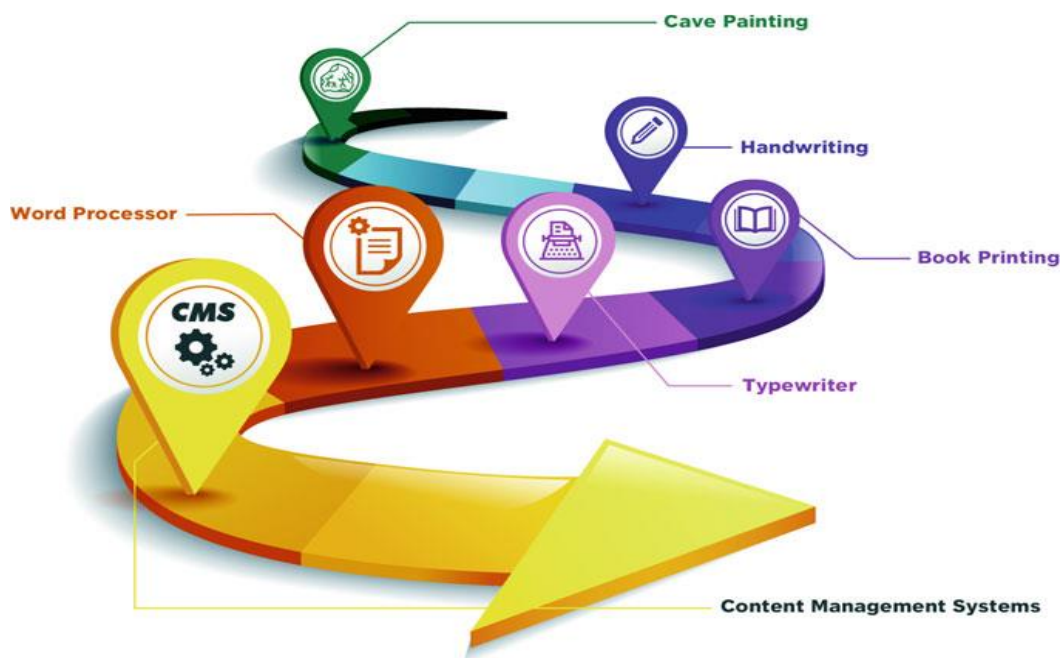 Cave Painting
Handwriting
Word Processor
Book Printing
CMS
Typewriter
Content Management Systems